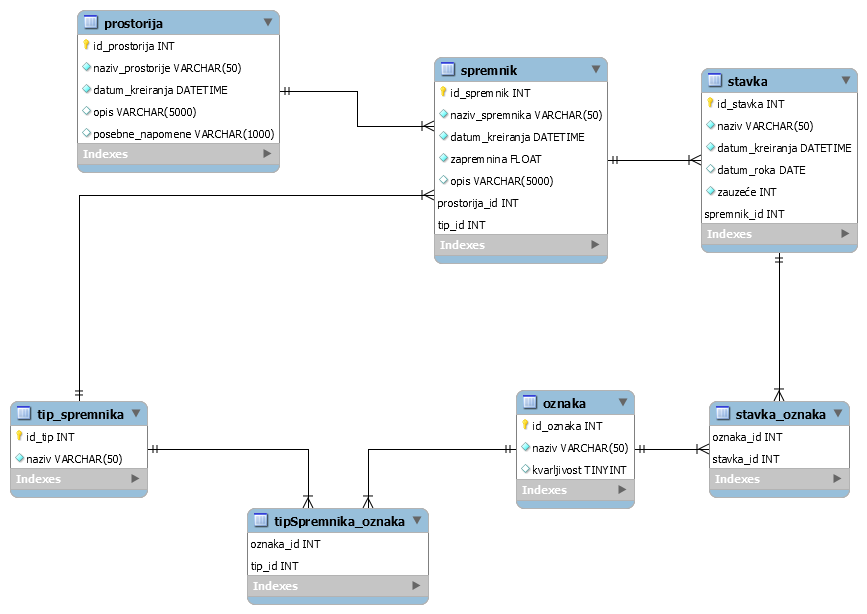 prostorija
id_prostorija INT
naziv_prostorije VARCHAR(50)
datum_kreiranja DATETIME
opis VARCHAR(5000)
posebne_napomene VARCHAR(1000)
Indexes
spremnik
id_spremnik INT
naziv_spremnika VARCHAR(50)
datum_kreiranja DATETIME
zapremnina FLOAT
opis VARCHAR(5000)
prostorija_id INT
tip_id INT
Indexes
stavka
id_stavka INT
naziv VARCHAR(50)
datum_kreiranja DATETIME
datum_roka DATE
zauzeće INT
spremnik_id INT
Indexes
tip_spremnika
id_tip INT
naziv VARCHAR(50)
Indexes
oznaka
id_oznaka INT
naziv VARCHAR(50)
kvarljivost TINYINT
Indexes
stavka_oznaka
oznaka_id INT
stavka_id INT
Indexes
tipSpremnika_oznaka
oznaka_id INT
tip_id INT
Indexes